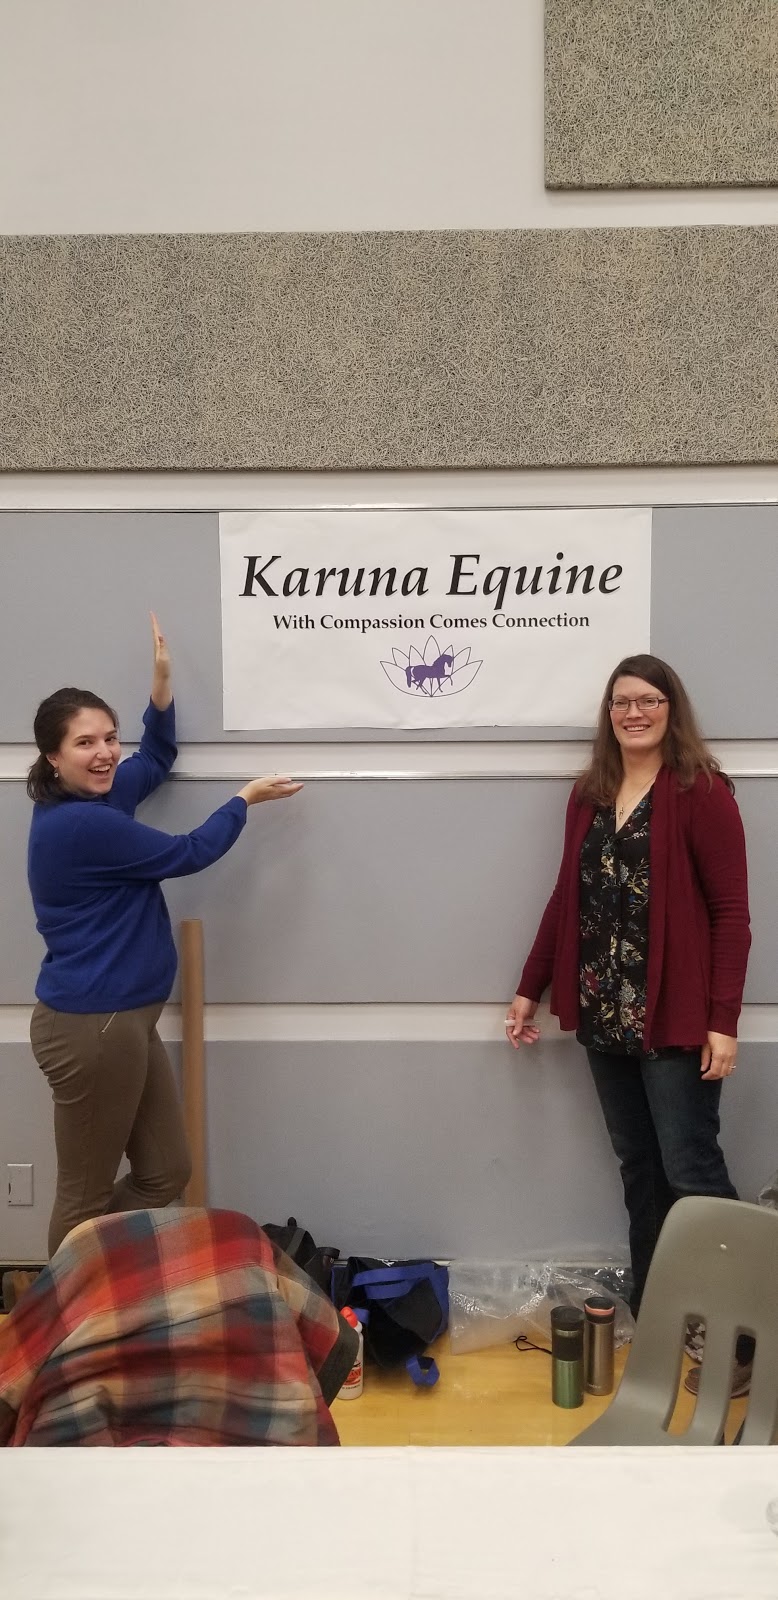 Karuna Equine
With Compassion Comes Connection